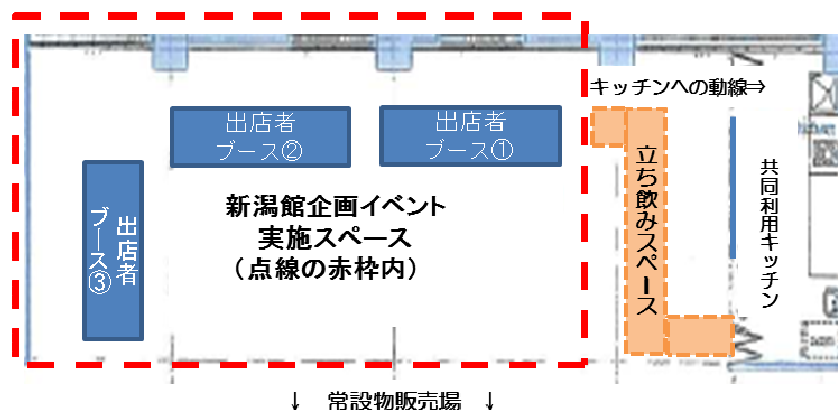 キッチンへの動線⇒
出店者
ブース②
出店者
ブース①
出店者
ブース③
新潟館企画イベント
実施スペース
（点線の赤枠内）
立ち飲みスペース
共同利用キッチン
↓ 常設物販売場 ↓